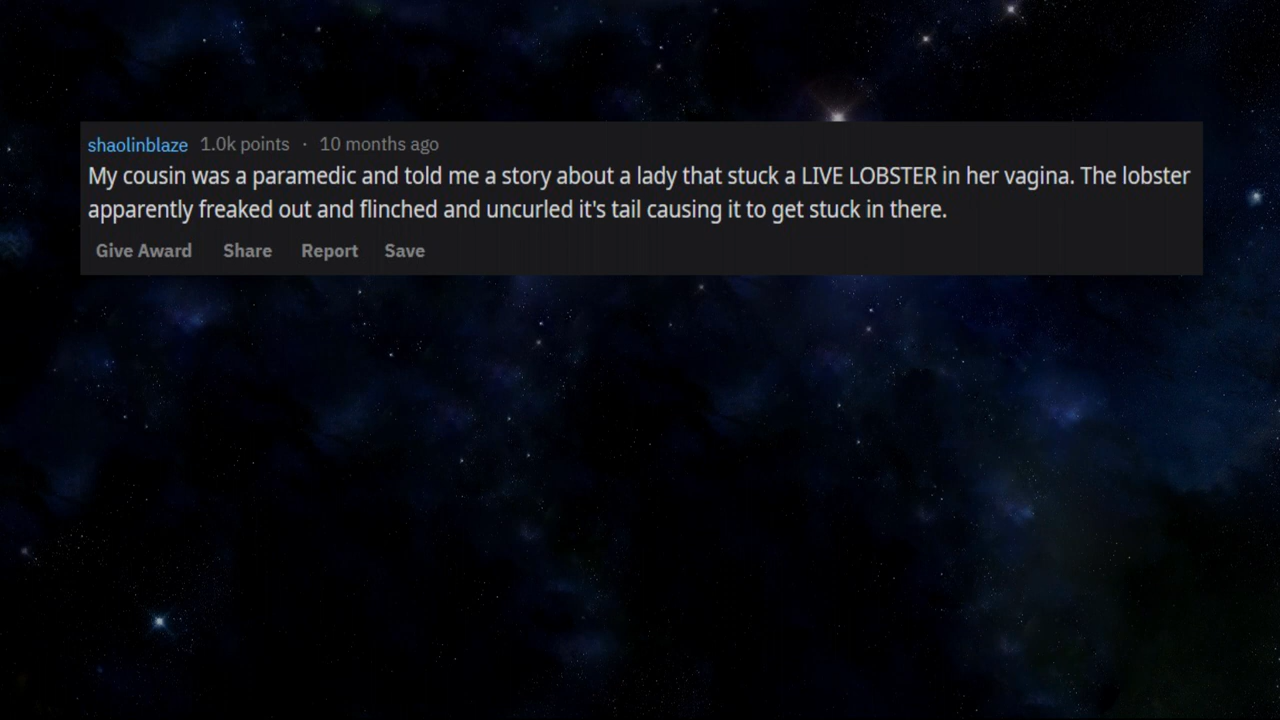 shaolinblaze 1.0k points · 10 months ago
My cousin was a paramedic and told me a story about a lady that stuck a LIVE LOBSTER in her vagina. The lobster
apparently freaked out and flinched and uncurled it's tail causing it to get stuck in there.
Give Award Share Report Save